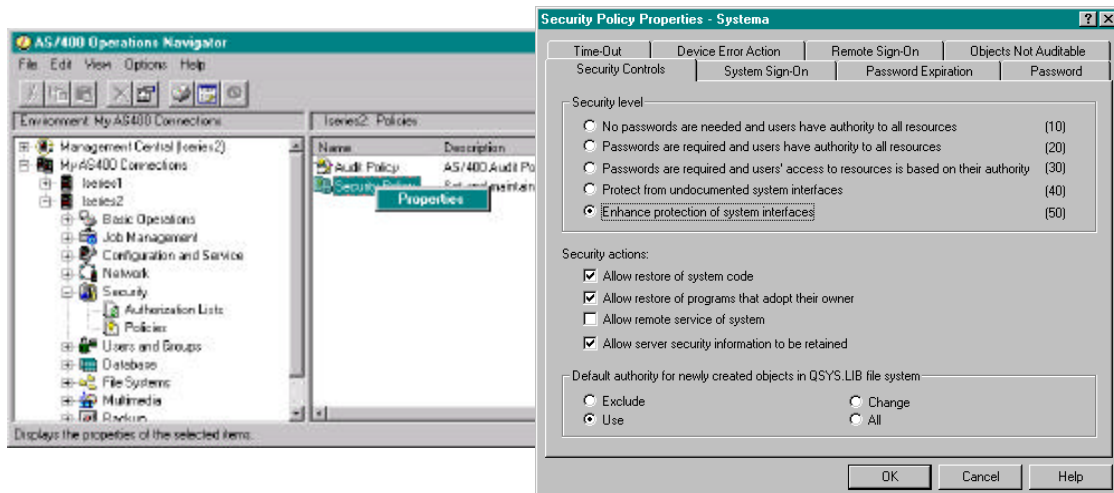 AS/400 Operations Navigator
File Edit View Options Help
Environment: My AS400 Connections
Iseries2: Policies
Management Central (Iseries2)
My AS400 Connections
Iseries1
Iseries2
Basic Operations
Job Management
Configuration and Service
Network
Security
Authorization Lists
Policies
Users and Groups
Database
File Systems
Multimedia
Backup
Name Description
Audit Policy AS/400 Audit Po
Security Policy Set and maintain
Properties
Displays the properties of the selected items.
Security Policy Properties - Systema
Time-Out Device Error Action Remote Sign-On Objects Not Auditable
Security Controls System Sign-On Password Expiration Password
Security level
No passwords are needed and users have authority to all resources (10)
Passwords are required and users have authority to all resources (20)
Passwords are required and users' access to resources is based on their authority (30)
Protect from undocumented system interfaces (40)
Enhance protection of system interfaces (50)
Security actions:
Allow restore of system code
Allow restore of programs that adopt their owner
Allow remote service of system
Allow server security information to be retained
Default authority for newly created objects in QSYS.LIB file system
Exclude Change
Use All
OK Cancel Help